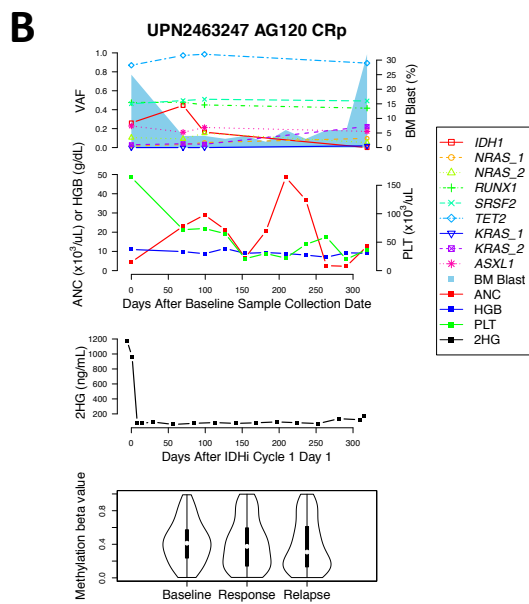 B
UPN2463247 AG120 CRp
VAF
1.0
0.8
0.6
0.4
0.2
0.0
BM Blast (%)
30
25
20
15
10
5
0
ANC (x10³/uL) or HGB (g/dL)
50
40
30
20
10
0
PLT (x10³/uL)
150
100
50
0
0 50 100 150 200 250 300
Days After Baseline Sample Collection Date
IDH1
NRAS_1
NRAS_2
RUNX1
SRSF2
TET2
KRAS_1
KRAS_2
ASXL1
BM Blast
ANC
HGB
PLT
2HG
2HG (ng/mL)
1200
1000
800
600
400
200
0 50 100 150 200 250 300
Days After IDHi Cycle 1 Day 1
Methylation beta value
0.8
0.4
0.0
Baseline Response Relapse